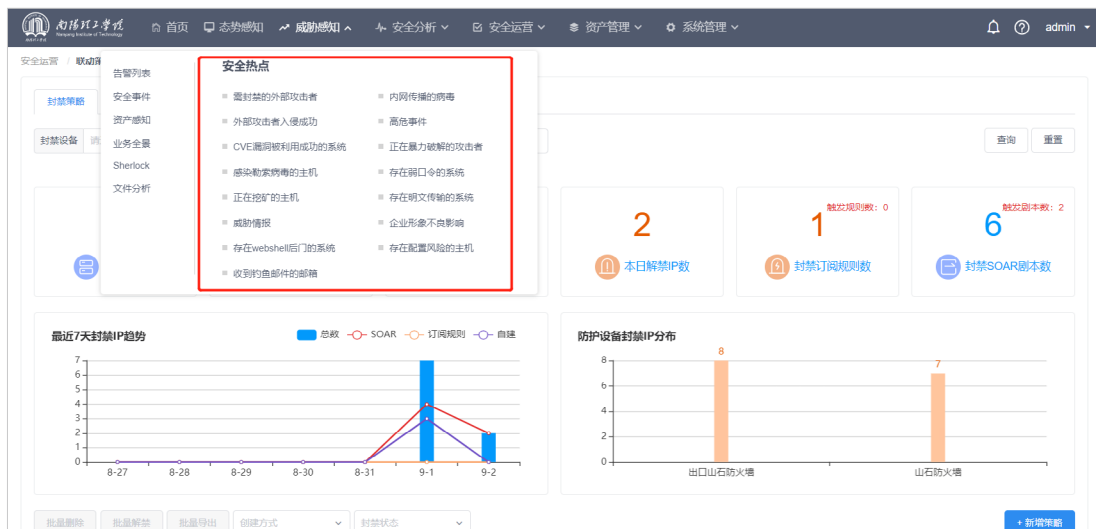 南阳理工学院
Nanyang Institute of Technology
首页 态势感知 威胁感知 安全分析 安全运营 资产管理 系统管理 admin
安全运营 / 联动策
告警列表
安全事件
资产感知
业务全景
Sherlock
文件分析
安全热点
需封禁的外部攻击者 内网传播的病毒
外部攻击者入侵成功 高危事件
CVE漏洞被利用成功的系统 正在暴力破解的攻击者
感染勒索病毒的主机 存在弱口令的系统
正在挖矿的主机 存在明文传输的系统
威胁情报 企业形象不良影响
存在webshell后门的系统 存在配置风险的主机
收到钓鱼邮件的邮箱
封禁策略
封禁设备 请 查询 重置
2
本日解禁IP数
触发规则数: 0
1
封禁订阅规则数
触发剧本数: 2
6
封禁SOAR剧本数
最近7天封禁IP趋势 总数 SOAR 订阅规则 自建
7
6
5
4
3
2
1
0
8-27 8-28 8-29 8-30 8-31 9-1 9-2
防护设备封禁IP分布
8
6
4
2
0
8 7
出口山石防火墙 山石防火墙
批量删除 批量解禁 批量导出 创建方式 封禁状态 + 新增策略